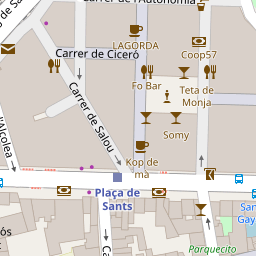 Carrer de l'Autonomia
LAGORDA
Carrer de Ciceró
Coop57
Fo Bar
Teta de
Monja
Carrer de Salou
Somy
l'Alcolea
Kop de
ma
Plaça de
Sants
San
Gay
Parquecito